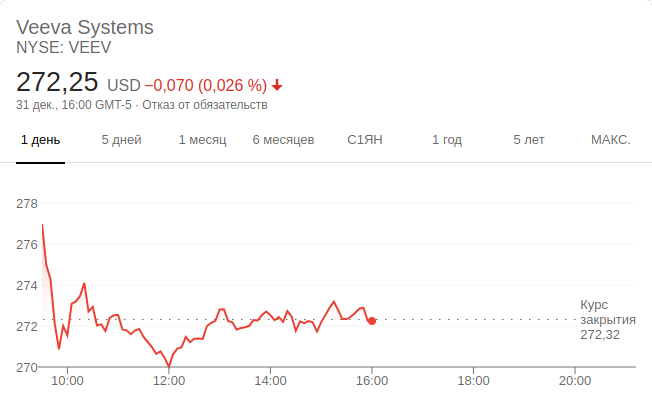 Veeva Systems
NYSE: VEEV
272,25 USD −0,070 (0,026 %)
31 дек., 16:00 GMT-5 · Отказ от обязательств
1 день 5 дней 1 месяц 6 месяцев С1ЯН 1 год 5 лет МАКС.
278
276
274
272
270
Курс
закрытия
272,32
10:00 12:00 14:00 16:00 18:00 20:00